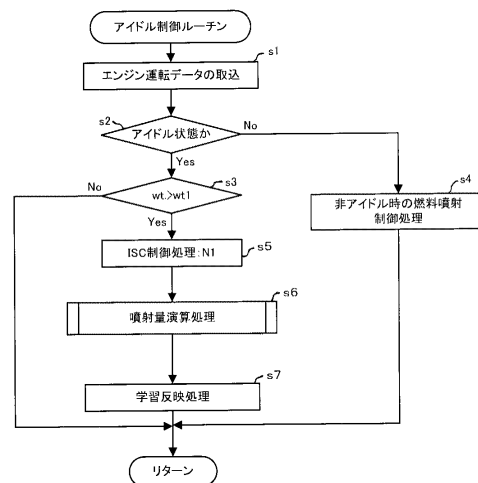 アイドル制御ルーチン
s1
エンジン運転データの取込
s2
アイドル状態か
No
Yes
s3
No
wt.>wt1
Yes
s4
非アイドル時の燃料噴射
制御処理
s5
ISC制御処理:N1
s6
噴射量演算処理
s7
学習反映処理
リターン